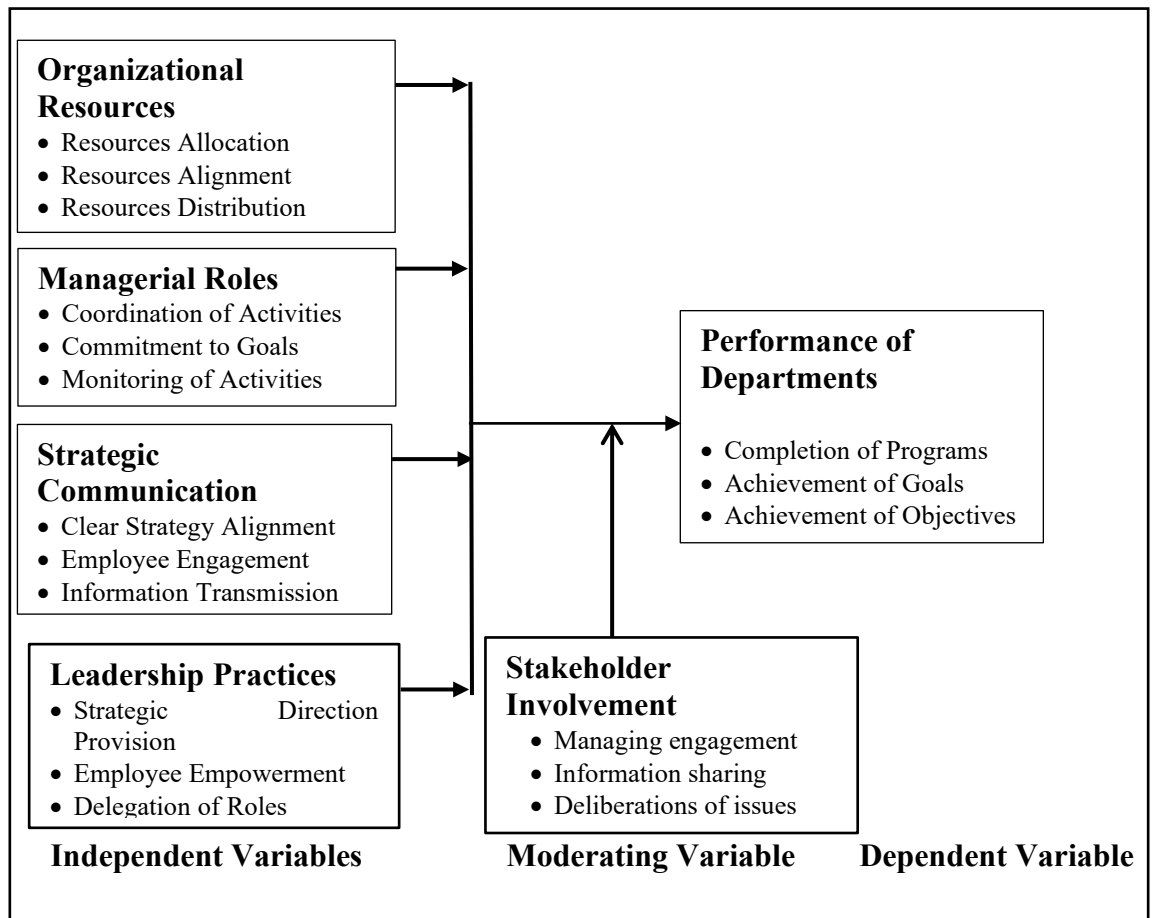 Organizational
Resources
• Resources Allocation
• Resources Alignment
• Resources Distribution
Managerial Roles
• Coordination of Activities
• Commitment to Goals
• Monitoring of Activities
Strategic
Communication
• Clear Strategy Alignment
• Employee Engagement
• Information Transmission
Leadership Practices
• Strategic Direction
Provision
• Employee Empowerment
• Delegation of Roles
Performance of
Departments
• Completion of Programs
• Achievement of Goals
• Achievement of Objectives
Stakeholder
Involvement
• Managing engagement
• Information sharing
• Deliberations of issues
Independent Variables
Moderating Variable
Dependent Variable